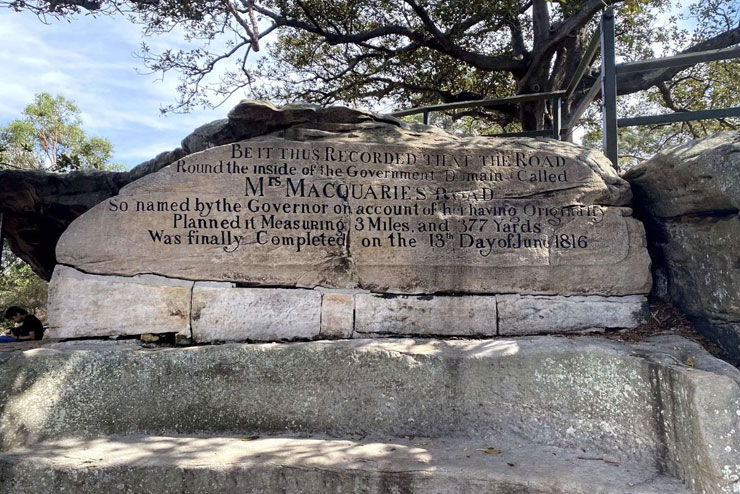 BE IT THUS RECORDED THAT THE ROAD
Round the inside of the Government Domain Called
Mrs MACQUARIE'S ROAD
So named by the Governor on account of her having Originally
Planned it Measuring 3 Miles, and 377 Yards
Was finally Completed on the 13th Day of June 1816